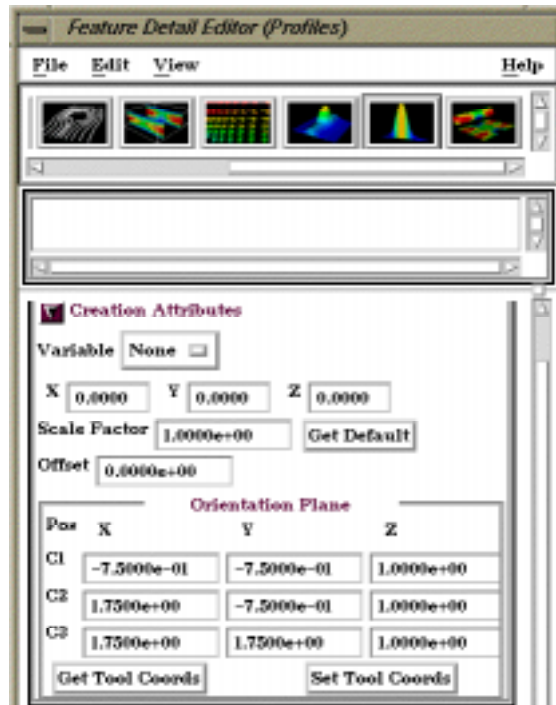 Feature Detail Editor (Profiles)
File Edit View Help
Creation Attributes
Variable None
X 0.0000 Y 0.0000 Z 0.0000
Scale Factor 1.0000e+00 Get Default
Offset 0.0000e+00
Orientation Plane
Pos X Y Z
C1 -7.5000e-01 -7.5000e-01 1.0000e+00
C2 1.7500e+00 -7.5000e-01 1.0000e+00
C3 1.7500e+00 1.7500e+00 1.0000e+00
Get Tool Coords Set Tool Coords